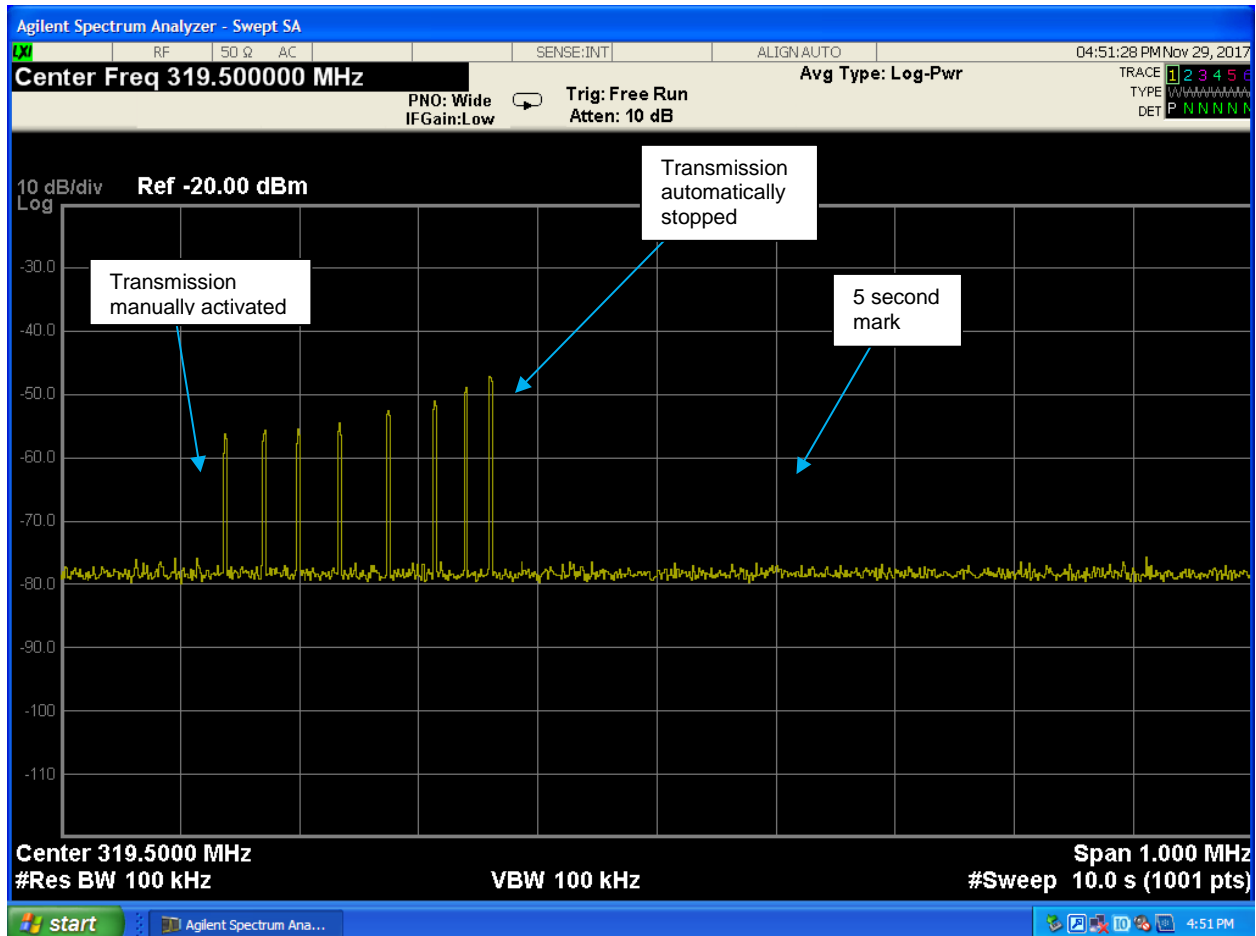 Agilent Spectrum Analyzer - Swept SA
LXI RF 50 Ω AC SENSE:INT ALIGN AUTO 04:51:28 PM Nov 29, 2017
Center Freq 319.500000 MHz
PNO: Wide
IFGain:Low
Trig: Free Run
Atten: 10 dB
Avg Type: Log-Pwr
TRACE 1 2 3 4 5 6
TYPE
DET P N N N N N
10 dB/div
Log
Ref -20.00 dBm
Transmission
automatically
stopped
Transmission
manually activated
5 second
mark
-30.0
-40.0
-50.0
-60.0
-70.0
-80.0
-90.0
-100
-110
Center 319.5000 MHz
Span 1.000 MHz
#Res BW 100 kHz
VBW 100 kHz
#Sweep 10.0 s (1001 pts)
start
Agilent Spectrum Ana...
4:51 PM